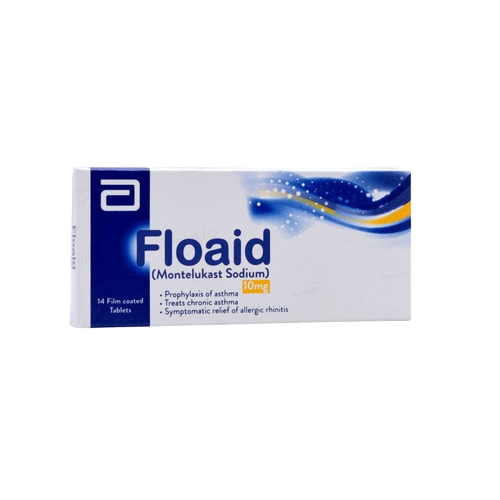 Floaid
Floaid
(Montelukast Sodium)
10mg
• Prophylaxis of asthma
• Treats chronic asthma
• Symptomatic relief of allergic rhinitis
14 Film coated
Tablets